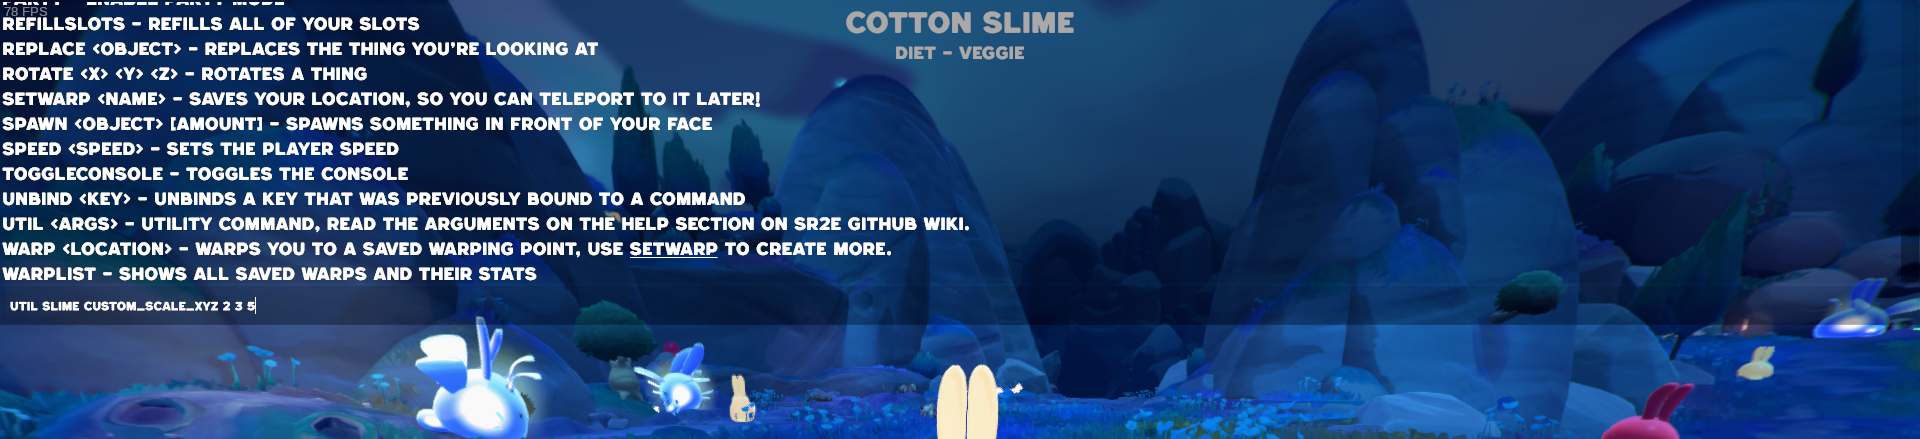 PARTY - ENABLE PARTY MODE
78 FPS
REFILLSLOTS - REFILLS ALL OF YOUR SLOTS
REPLACE <OBJECT> - REPLACES THE THING YOU'RE LOOKING AT
ROTATE <X> <Y> <Z> - ROTATES A THING
SETWARP <NAME> - SAVES YOUR LOCATION, SO YOU CAN TELEPORT TO IT LATER!
SPAWN <OBJECT> [AMOUNT] - SPAWNS SOMETHING IN FRONT OF YOUR FACE
SPEED <SPEED> - SETS THE PLAYER SPEED
TOGGLECONSOLE - TOGGLES THE CONSOLE
UNBIND <KEY> - UNBINDS A KEY THAT WAS PREVIOUSLY BOUND TO A COMMAND
UTIL <ARGS> - UTILITY COMMAND, READ THE ARGUMENTS ON THE HELP SECTION ON SR2E GITHUB WIKI.
WARP <LOCATION> - WARPS YOU TO A SAVED WARPING POINT, USE SETWARP TO CREATE MORE.
WARPLIST - SHOWS ALL SAVED WARPS AND THEIR STATS
UTIL SLIME CUSTOM_SCALE_XYZ 2 3 5
COTTON SLIME
DIET - VEGGIE